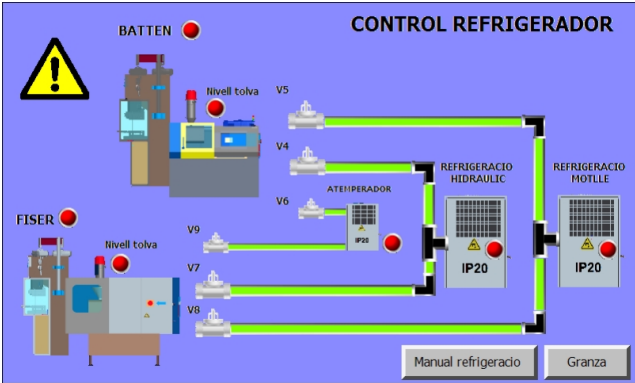 CONTROL REFRIGERADOR
BATTEN
Nivell tolva
V5
V4
REFRIGERACIO
HIDRAULIC
REFRIGERACIO
MOTLLE
ATEMPERADOR
V6
IP20
IP20
IP20
FISER
Nivell tolva
V9
V7
V8
Manual refrigeracio
Granza